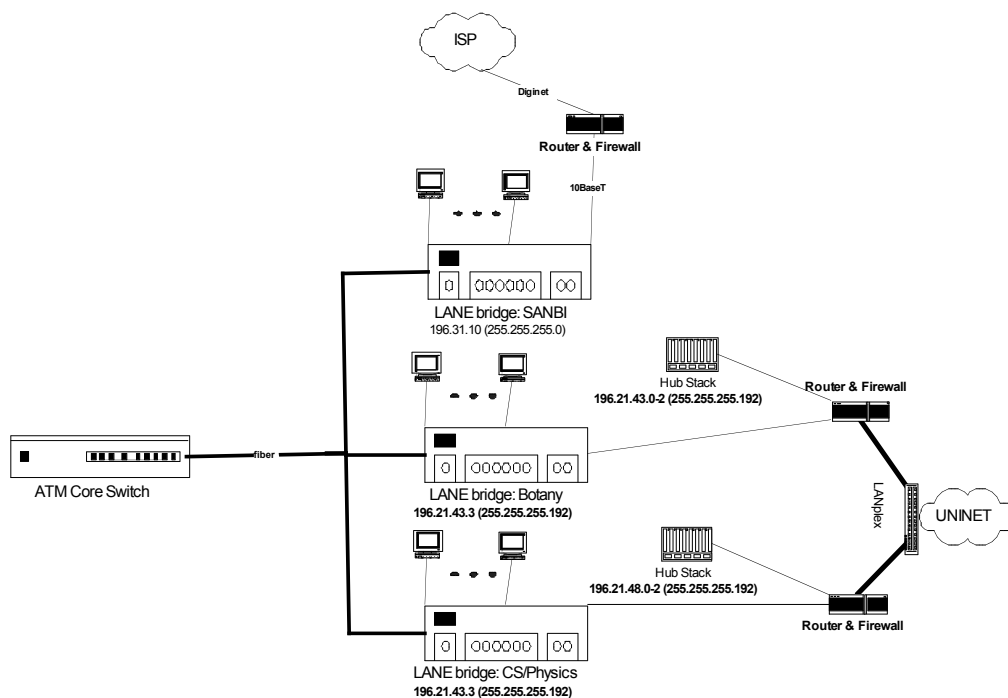 ISP
Diginet
Router & Firewall
10BaseT
LANE bridge: SANBI
196.31.10 (255.255.255.0)
Hub Stack
196.21.43.0-2 (255.255.255.192)
Router & Firewall
fiber
ATM Core Switch
LANE bridge: Botany
196.21.43.3 (255.255.255.192)
LANplex
UNINET
Hub Stack
196.21.48.0-2 (255.255.255.192)
Router & Firewall
LANE bridge: CS/Physics
196.21.43.3 (255.255.255.192)